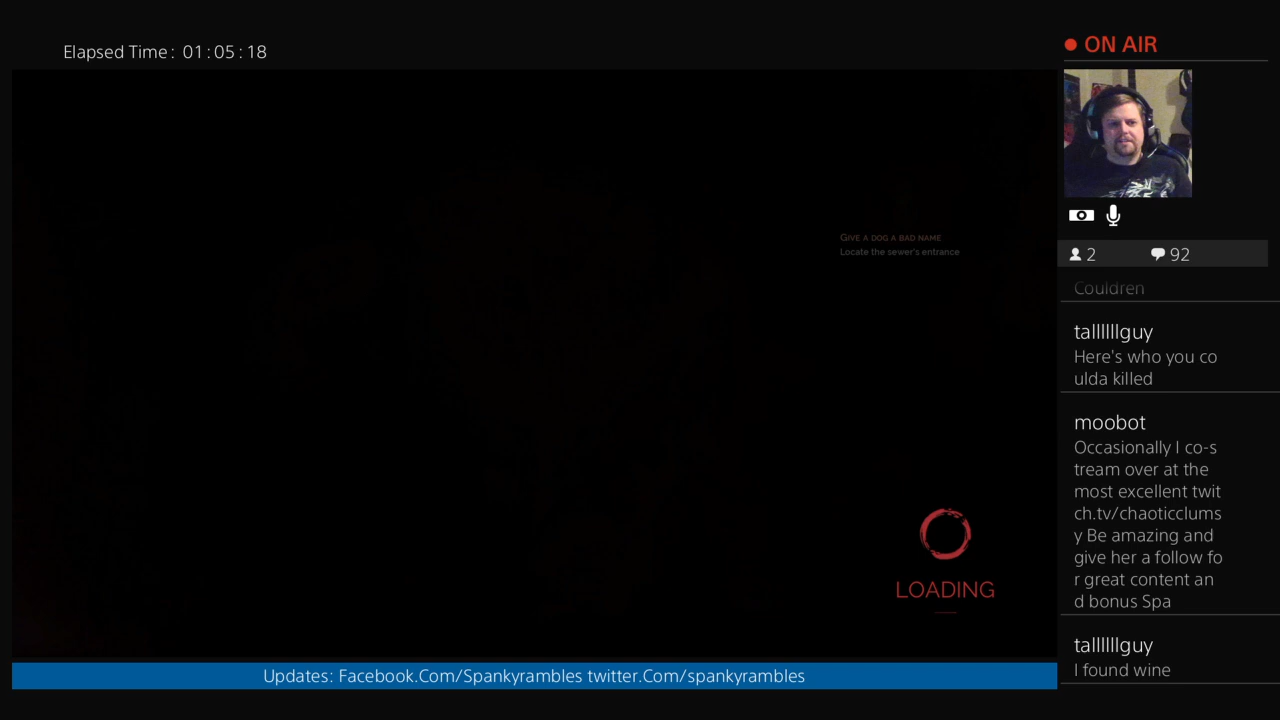 Elapsed Time: 01:05:18
ON AIR
2 92
GIVE A DOG A BAD NAME
Locate the sewer's entrance
Couldren
talllllguy
Here's who you co
ulda killed
moobot
Occasionally I co-s
tream over at the
most excellent twit
ch.tv/chaoticclums
y Be amazing and
give her a follow fo
r great content an
d bonus Spa
talllllguy
I found wine
LOADING
Updates: Facebook.Com/Spankyrambles twitter.Com/spankyrambles